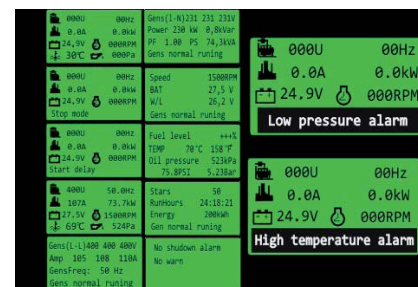 000U 00Hz
0.0A 0.0kW
24.9V 000RPM
30℃ 000Pa
Gens(L-N)231 231 231V
Power 230 kW 0,8kVar
PF 1.00 PS 74,3kVA
Gens normal runing
000U 00Hz
0.0A 0.0kW
24.9V 000RPM
Stop mode
Speed 1500RPM
BAT 27,5 V
W/L 26,2 V
Gens normal runing
000U 00Hz
0.0A 0.0kW
24.9V 000RPM
Start delay
Fuel level +++%
TEMP 70℃ 158℉
Oil pressure 523kPa
75.8PSI 5.23Bar
400U 50.0Hz
107A 73.7kW
27.5V 1500RPM
69℃ 524Pa
Stars 50
RunHours 24:18:21
Energy 200kWh
Gen normal runing
Gens(L-L)400 400 400V
Amp 105 108 110A
GensFreq: 50 Hz
Gens normal runing
No shudown alarm
No warn
000U 00Hz
0.0A 0.0kW
24.9V 000RPM
Low pressure alarm
000U 00Hz
0.0A 0.0kW
24.9V 000RPM
High temperature alarm